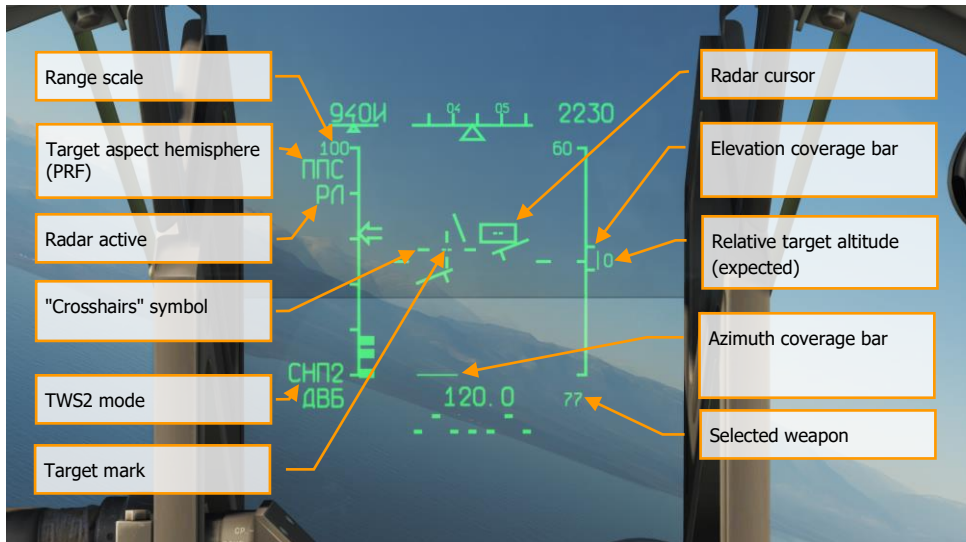 Range scale
Radar cursor
940И 04 05 2230
Target aspect hemisphere
(PRF)
100 60
Elevation coverage bar
ППС
РЛ
Radar active
Relative target altitude
(expected)
0
"Crosshairs" symbol
Azimuth coverage bar
СНП2
TWS2 mode
ДВБ 120.0 77
Selected weapon
Target mark
CP